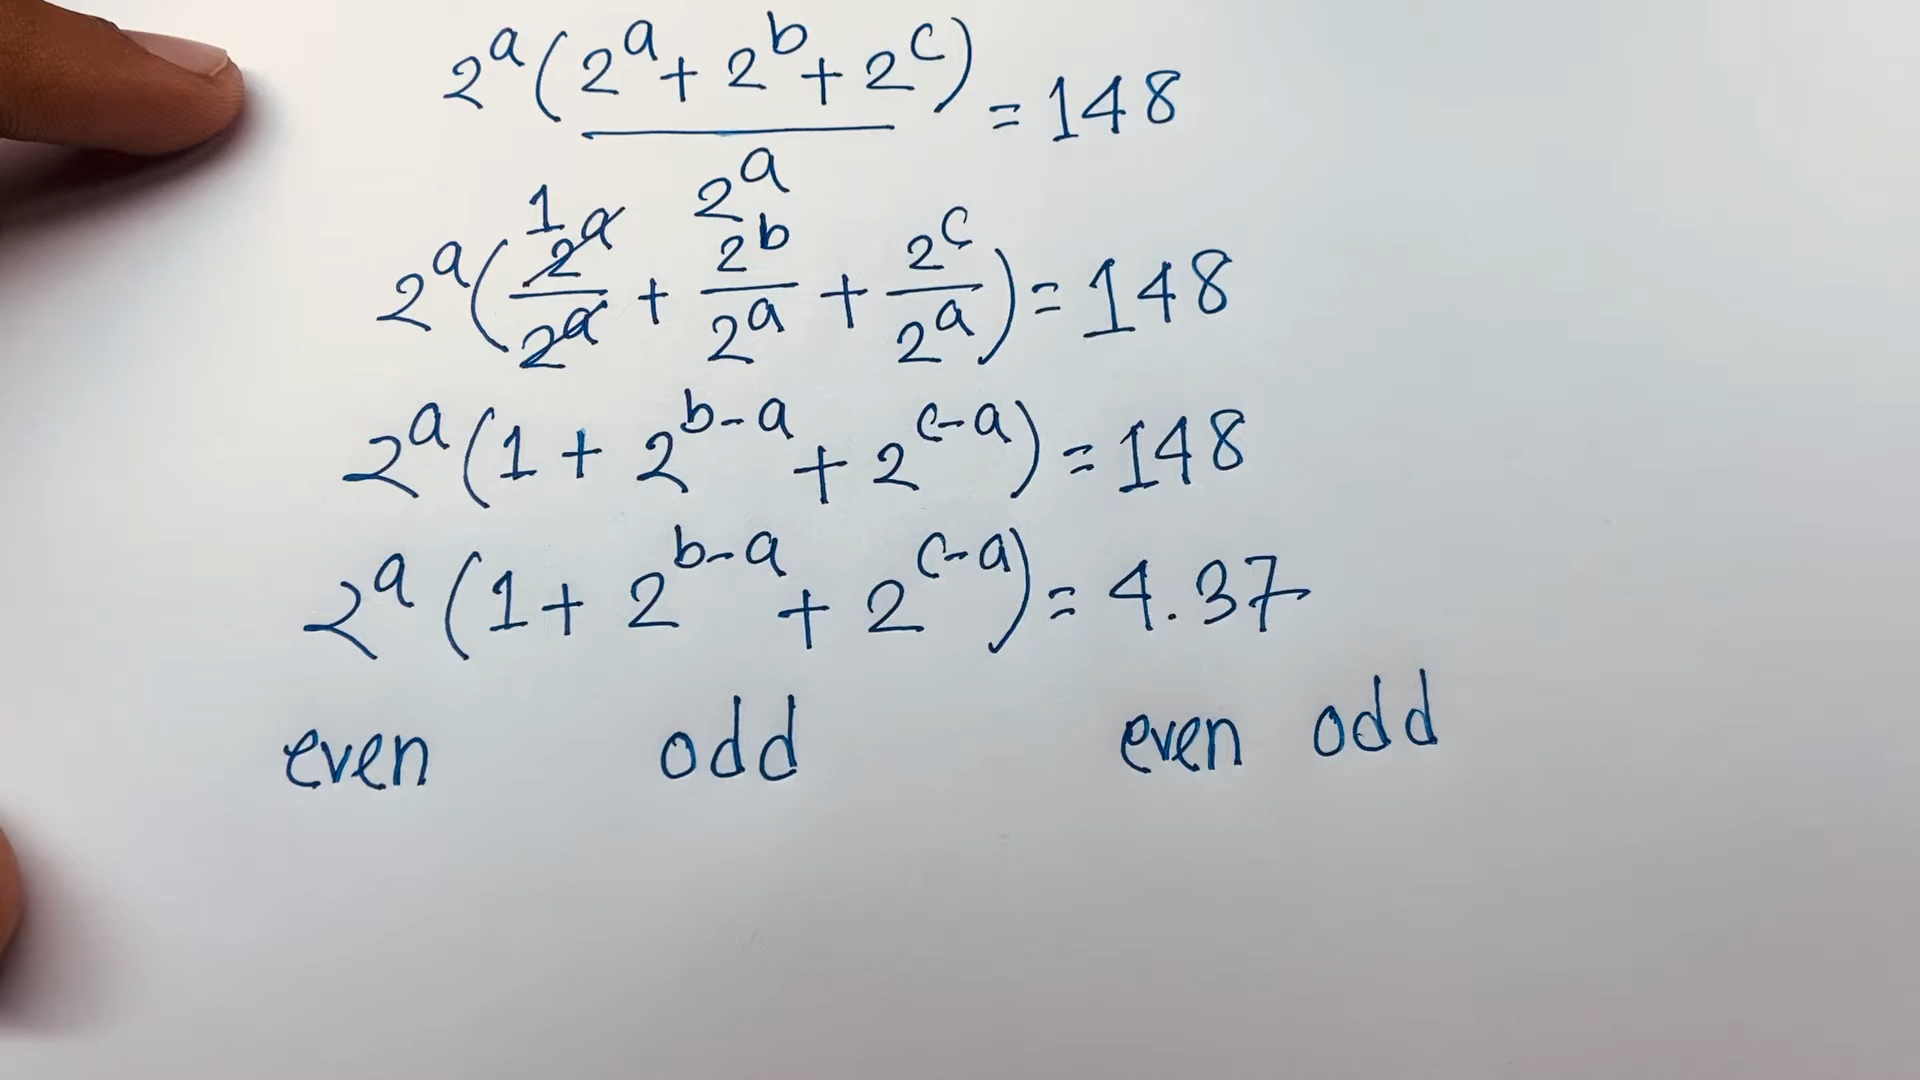 2^a(2^a + 2^b + 2^c) = 148
2^a
2^a(1 2^a/2^a + 2^b/2^a + 2^c/2^a) = 148
2^a(1 + 2^b-a + 2^c-a) = 148
2^a(1 + 2^b-a + 2^c-a) = 4.37
even odd even odd